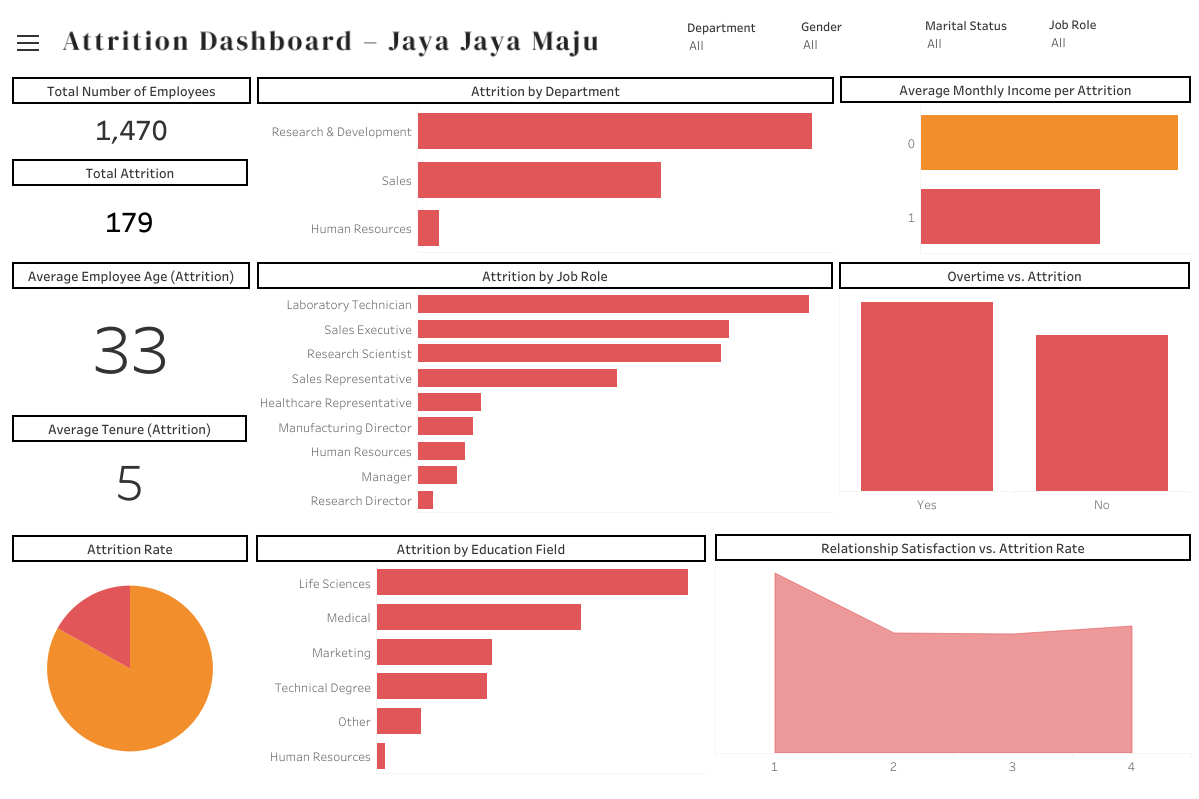 Attrition Dashboard – Jaya Jaya Maju
Department
All
Gender
All
Marital Status
All
Job Role
All
Total Number of Employees
1,470
Total Attrition
179
Attrition by Department
Research & Development
Sales
Human Resources
Average Monthly Income per Attrition
0
1
Average Employee Age (Attrition)
33
Average Tenure (Attrition)
5
Attrition by Job Role
Laboratory Technician
Sales Executive
Research Scientist
Sales Representative
Healthcare Representative
Manufacturing Director
Human Resources
Manager
Research Director
Overtime vs. Attrition
Yes No
Attrition Rate
Attrition by Education Field
Life Sciences
Medical
Marketing
Technical Degree
Other
Human Resources
Relationship Satisfaction vs. Attrition Rate
1 2 3 4